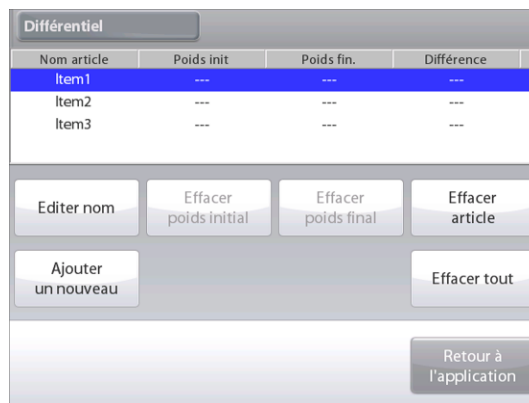 Différentiel
Nom article Poids init Poids fin. Différence
Item1 --- --- ---
Item2 --- --- ---
Item3 --- --- ---
Editer nom
Effacer
poids initial
Effacer
poids final
Effacer
article
Ajouter
un nouveau
Effacer tout
Retour à
l'application